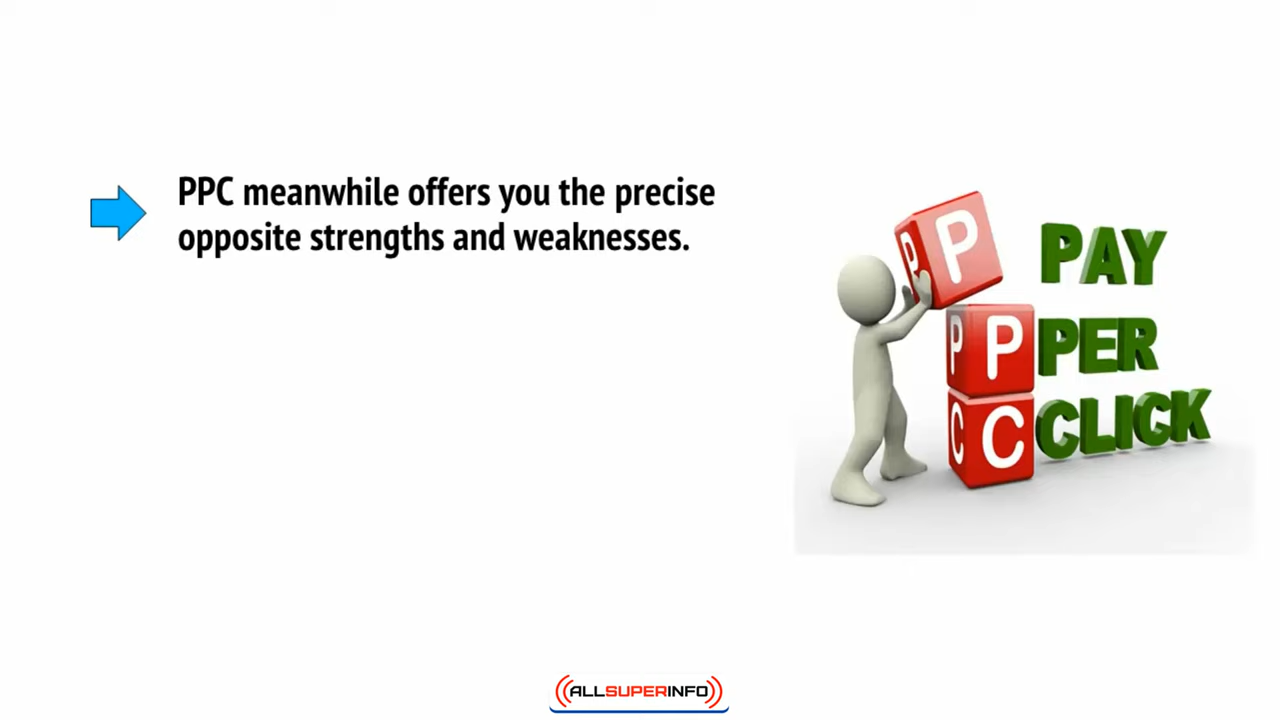 PPC meanwhile offers you the precise
opposite strengths and weaknesses.
P P PAY
P P PER
C C CLICK
ALLSUPERINFO